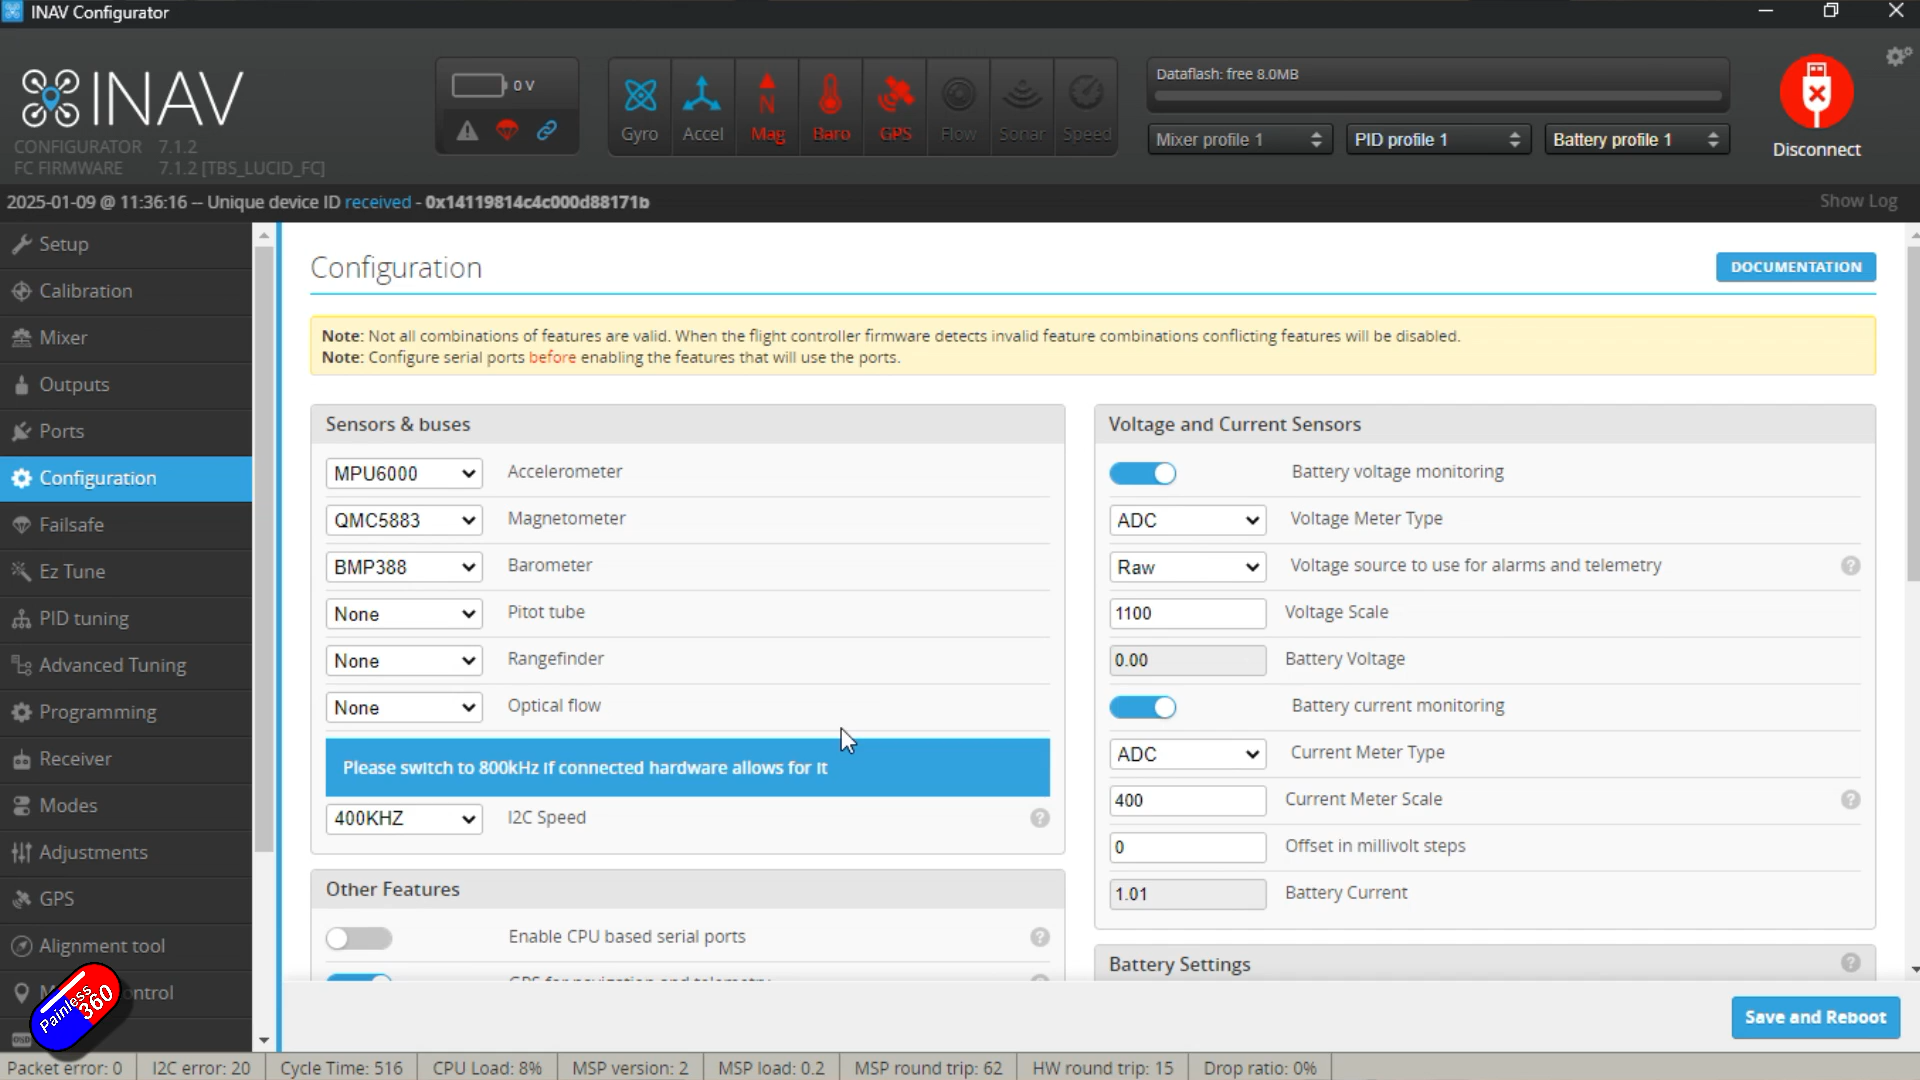 INAV Configurator
INAV
CONFIGURATOR 7.1.2
FC FIRMWARE 7.1.2 [TBS_LUCID_FC]
0 V
Gyro
Accel
Mag
Baro
GPS
Flow
Sonar
Speed
Dataflash: free 8.0MB
Mixer profile 1
PID profile 1
Battery profile 1
Disconnect
2025-01-09 @ 11:36:16 -- Unique device ID received - 0x14119814c4c000d88171b
Show Log
Setup
Calibration
Mixer
Outputs
Ports
Configuration
Failsafe
Ez Tune
PID tuning
Advanced Tuning
Programming
Receiver
Modes
Adjustments
GPS
Alignment tool
ontrol
Painless 360
Configuration
DOCUMENTATION
Note: Not all combinations of features are valid. When the flight controller firmware detects invalid feature combinations conflicting features will be disabled.
Note: Configure serial ports before enabling the features that will use the ports.
Sensors & buses
MPU6000 Accelerometer
QMC5883 Magnetometer
BMP388 Barometer
None Pitot tube
None Rangefinder
None Optical flow
Please switch to 800kHz if connected hardware allows for it
400KHZ I2C Speed
Other Features
Enable CPU based serial ports
GPS for navigation and telemetry
Voltage and Current Sensors
Battery voltage monitoring
ADC Voltage Meter Type
Raw Voltage source to use for alarms and telemetry
1100 Voltage Scale
0.00 Battery Voltage
Battery current monitoring
ADC Current Meter Type
400 Current Meter Scale
0 Offset in millivolt steps
1.01 Battery Current
Battery Settings
Save and Reboot
Packet error: 0
I2C error: 20
Cycle Time: 516
CPU Load: 8%
MSP version: 2
MSP load: 0.2
MSP round trip: 62
HW round trip: 15
Drop ratio: 0%